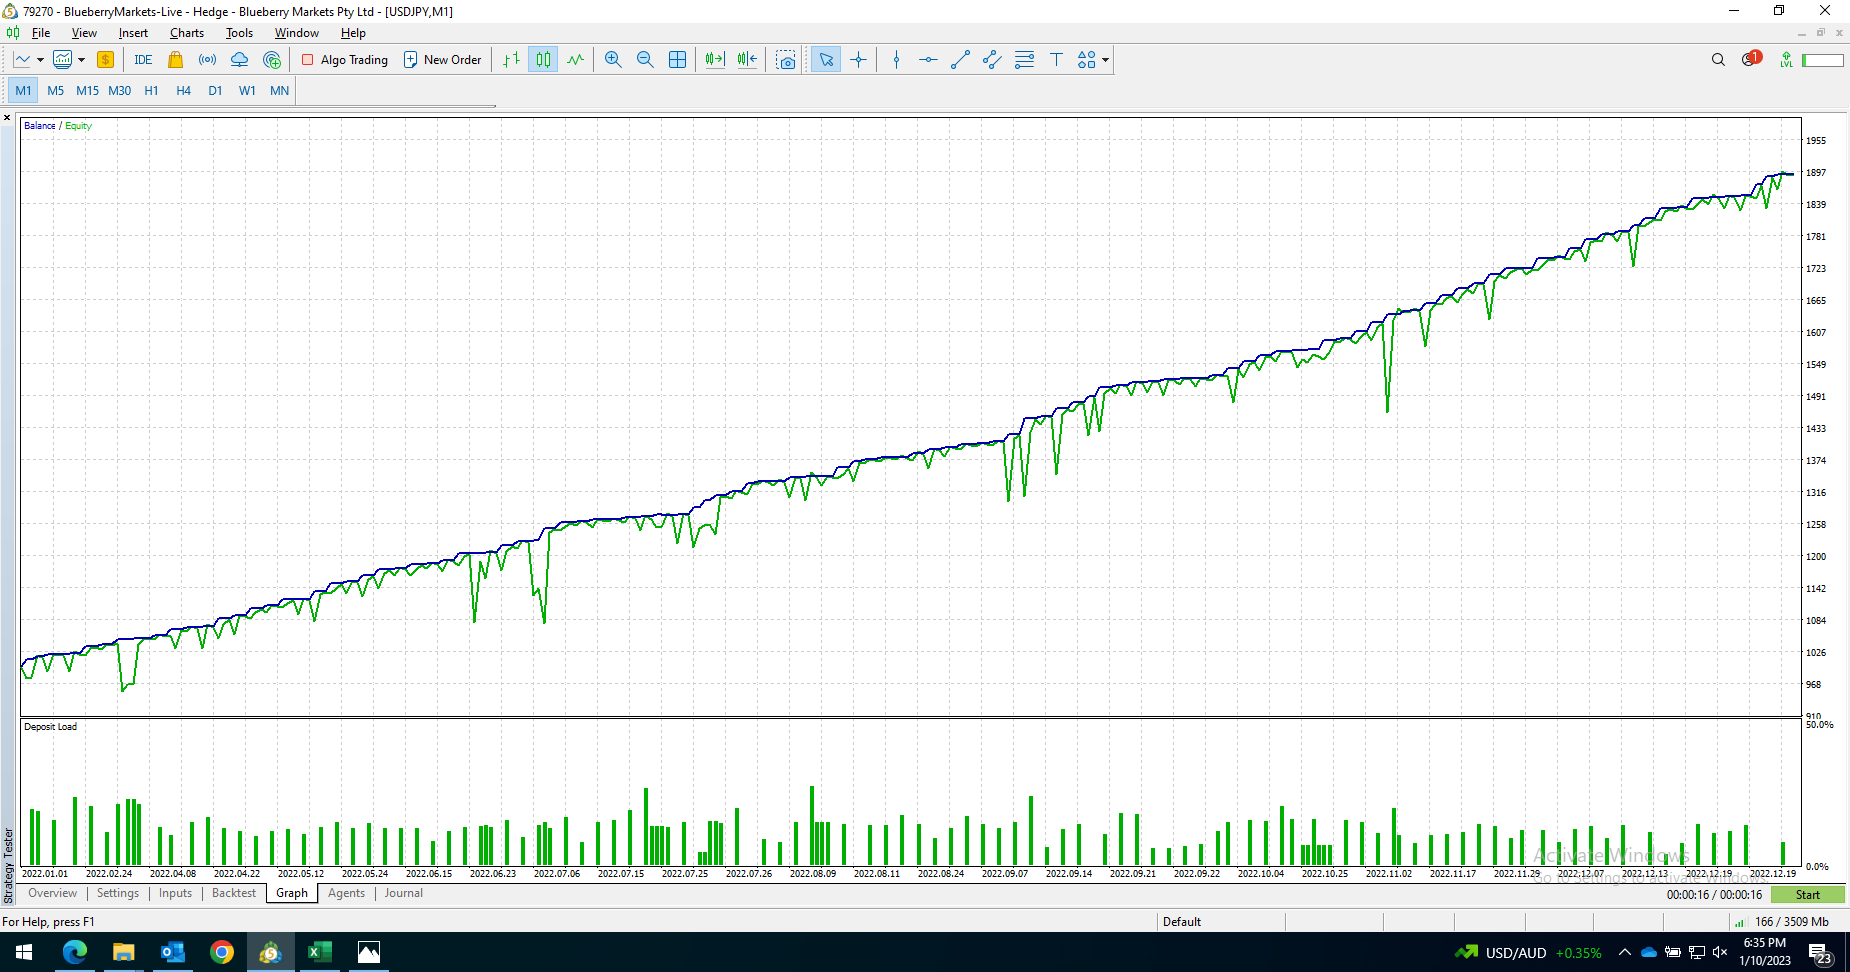 79270 - BlueberryMarkets-Live - Hedge - Blueberry Markets Pty Ltd - [USDJPY,M1]
File View Insert Charts Tools Window Help
IDE Algo Trading New Order 1 LVL
M1 M5 M15 M30 H1 H4 D1 W1 MN
Balance / Equity
1955
1897
1839
1781
1723
1665
1607
1549
1491
1433
1374
1316
1258
1200
1142
1084
1026
968
910
50.0%
Deposit Load
0.0%
Activate Windows
Go to Settings to activate Windows.
2022.01.01 2022.02.24 2022.04.08 2022.04.22 2022.05.12 2022.05.24 2022.06.15 2022.06.23 2022.07.06 2022.07.15 2022.07.25 2022.07.26 2022.08.09 2022.08.11 2022.08.24 2022.09.07 2022.09.14 2022.09.21 2022.09.22 2022.10.04 2022.10.25 2022.11.02 2022.11.17 2022.11.29 2022.12.07 2022.12.13 2022.12.19 2022.12.19
Strategy Tester
Overview Settings Inputs Backtest Graph Agents Journal
00:00:16 / 00:00:16 Start
For Help, press F1 Default 166 / 3509 Mb
USD/AUD +0.35% 6:35 PM
1/10/2023 23